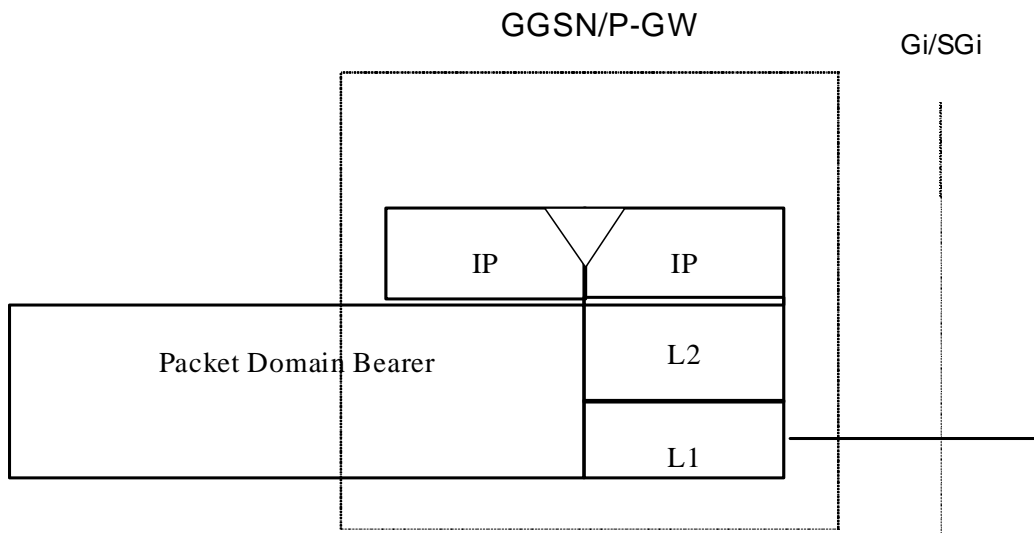 GGSN/P-GW
Gi/SGi
IP
IP
Packet Domain Bearer
L2
L1